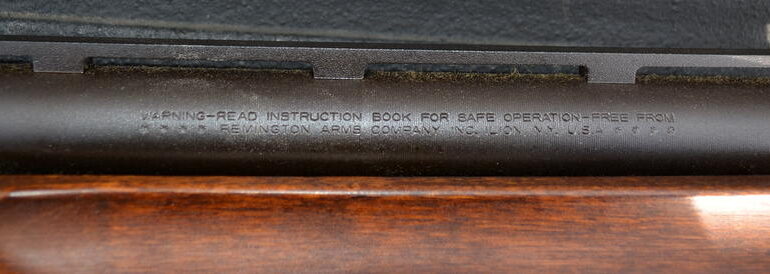 WARNING-READ INSTRUCTION BOOK FOR SAFE OPERATION-FREE FROM
* * * * REMINGTON ARMS COMPANY INC. ILION N.Y. U.S.A. * * * *